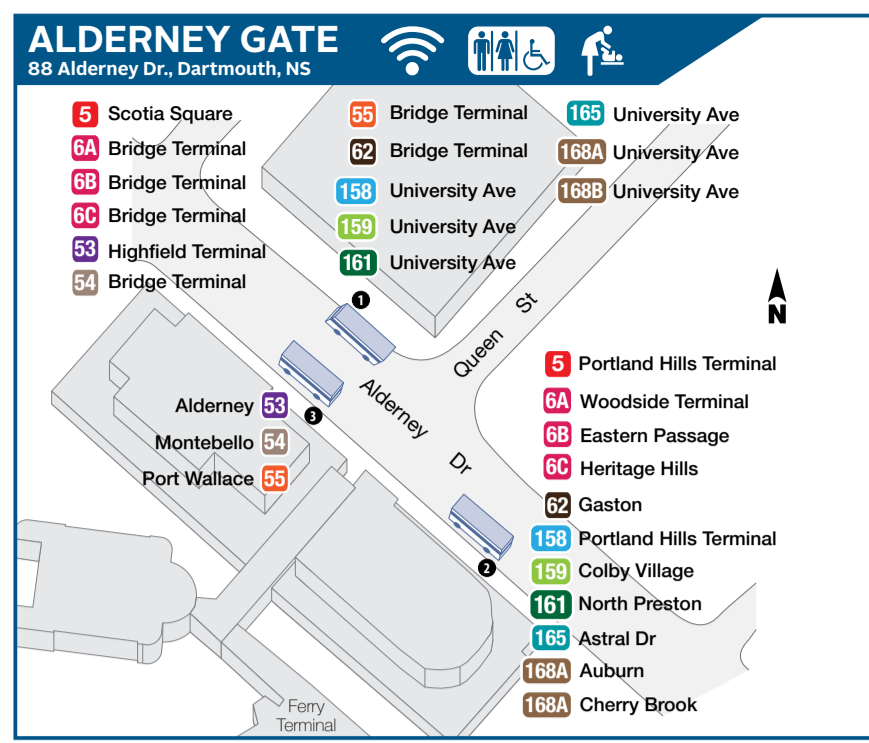 ALDERNEY GATE
88 Alderney Dr., Dartmouth, NS
5 Scotia Square
6A Bridge Terminal
6B Bridge Terminal
6C Bridge Terminal
53 Highfield Terminal
54 Bridge Terminal
55 Bridge Terminal
62 Bridge Terminal
158 University Ave
159 University Ave
161 University Ave
165 University Ave
168A University Ave
168B University Ave
N
1
Queen St
Alderney Dr
3
Alderney 53
Montebello 54
Port Wallace 55
2
5 Portland Hills Terminal
6A Woodside Terminal
6B Eastern Passage
6C Heritage Hills
62 Gaston
158 Portland Hills Terminal
159 Colby Village
161 North Preston
165 Astral Dr
168A Auburn
168A Cherry Brook
Ferry
Terminal